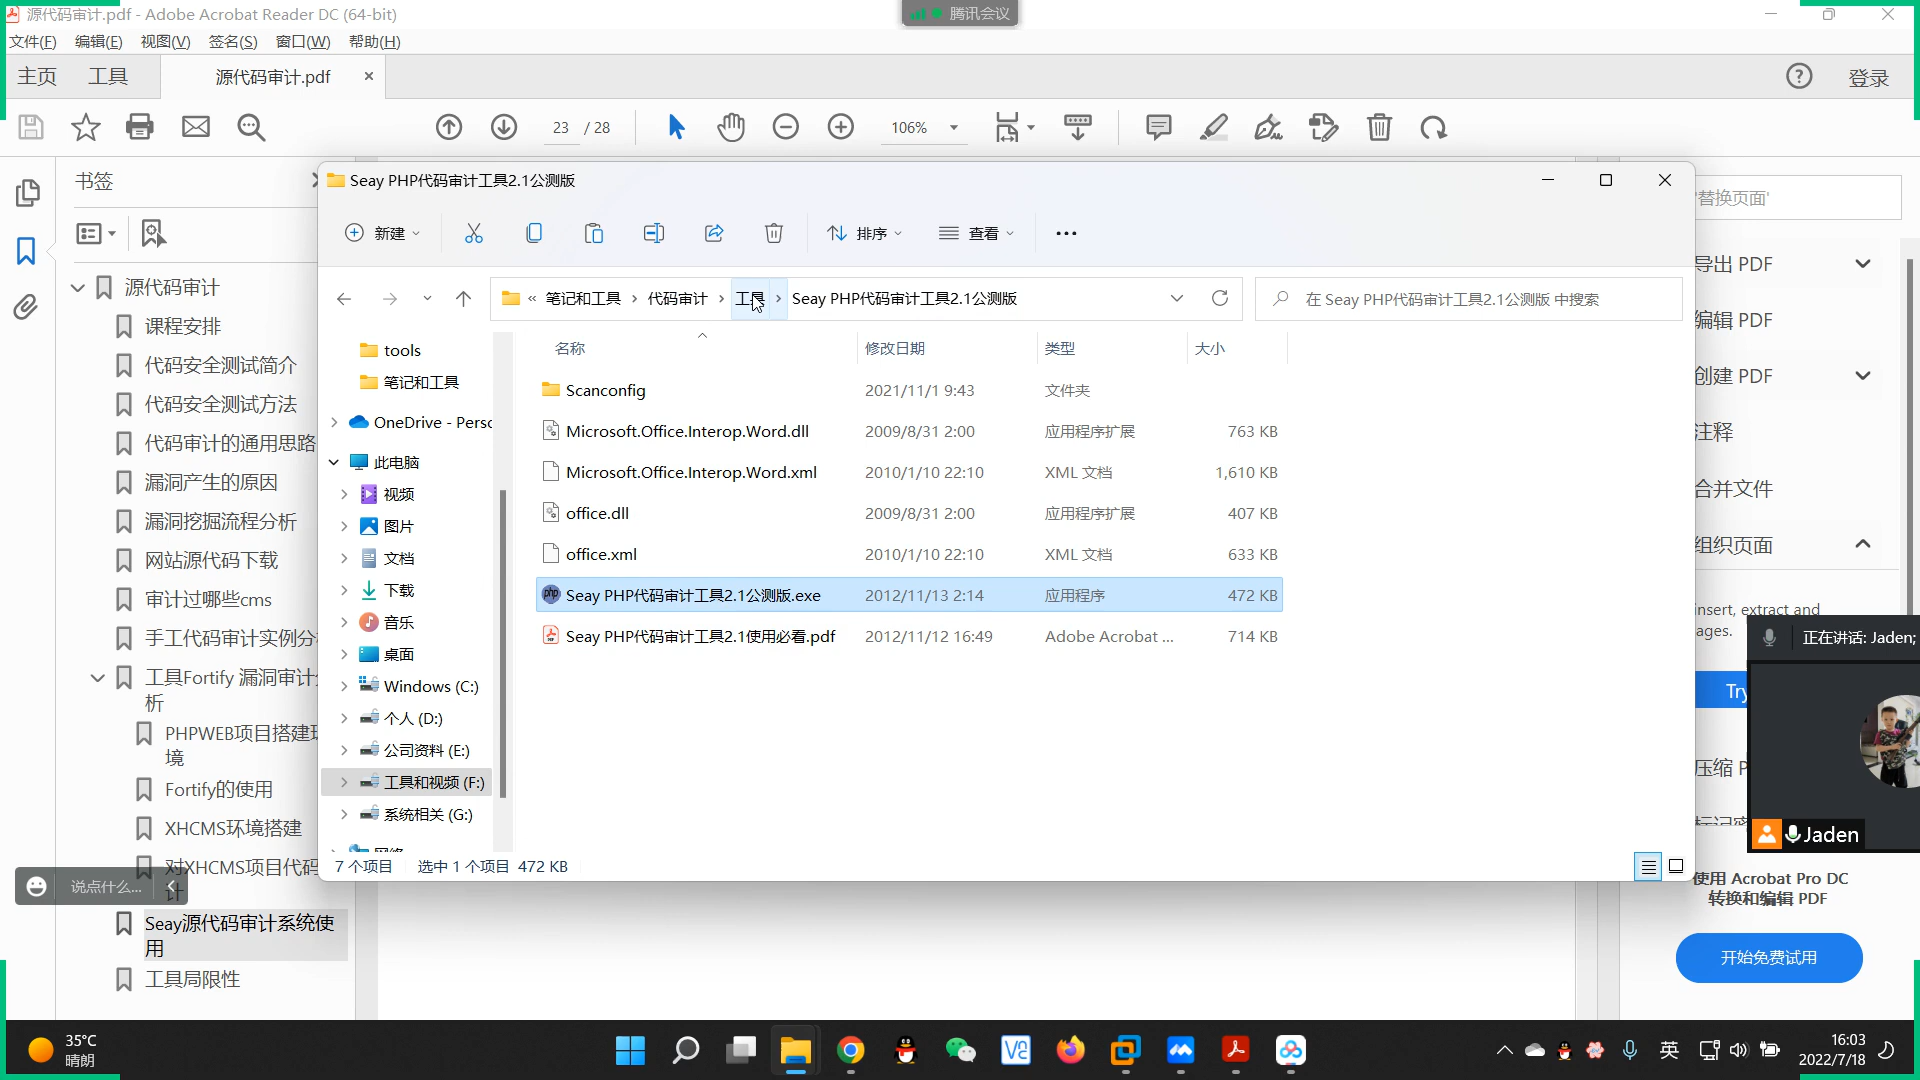 源代码审计.pdf - Adobe Acrobat Reader DC (64-bit)
腾讯会议
文件(F) 编辑(E) 视图(V) 签名(S) 窗口(W) 帮助(H)
主页 工具 源代码审计.pdf
登录
23 / 28
106%
书签
源代码审计
课程安排
代码安全测试简介
代码安全测试方法
代码审计的通用思路
漏洞产生的原因
漏洞挖掘流程分析
网站源代码下载
审计过哪些cms
手工代码审计实例分
工具Fortify 漏洞审计分
析
PHPWEB项目搭建环
境
Fortify的使用
XHCMS环境搭建
对XHCMS项目代码
计
说点什么...
Seay源代码审计系统使
用
工具局限性
Seay PHP代码审计工具2.1公测版
新建
排序
查看
« 笔记和工具 › 代码审计 › 工具 › Seay PHP代码审计工具2.1公测版
在 Seay PHP代码审计工具2.1公测版 中搜索
tools
笔记和工具
OneDrive - Perso
此电脑
视频
图片
文档
下载
音乐
桌面
Windows (C:)
个人 (D:)
公司资料 (E:)
工具和视频 (F:)
系统相关 (G:)
网络
名称 修改日期 类型 大小
Scanconfig 2021/11/1 9:43 文件夹
Microsoft.Office.Interop.Word.dll 2009/8/31 2:00 应用程序扩展 763 KB
Microsoft.Office.Interop.Word.xml 2010/1/10 22:10 XML 文档 1,610 KB
office.dll 2009/8/31 2:00 应用程序扩展 407 KB
office.xml 2010/1/10 22:10 XML 文档 633 KB
Seay PHP代码审计工具2.1公测版.exe 2012/11/13 2:14 应用程序 472 KB
Seay PHP代码审计工具2.1使用必看.pdf 2012/11/12 16:49 Adobe Acrobat ... 714 KB
7 个项目 选中 1 个项目 472 KB
'替换页面'
导出 PDF
编辑 PDF
创建 PDF
注释
合并文件
组织页面
insert, extract and
ages.
Try
正在讲话: Jaden;
压缩 P
Jaden
使用 Acrobat Pro DC
转换和编辑 PDF
开始免费试用
35°C
晴朗
英
16:03
2022/7/18